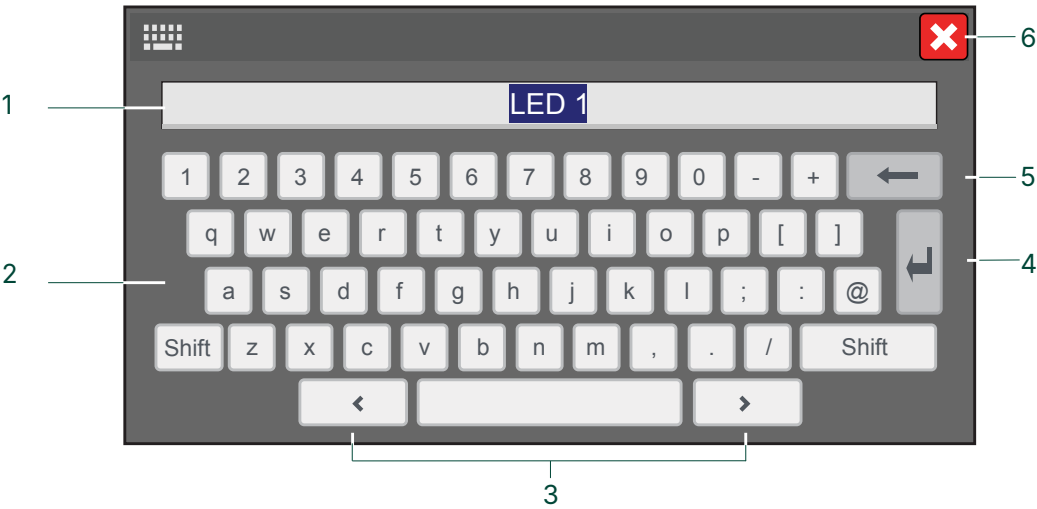 6
1
LED 1
1 2 3 4 5 6 7 8 9 0 - +
5
q w e r t y u i o p [ ]
4
2
a s d f g h j k l ; : @
Shift z x c v b n m , . / Shift
< >
3